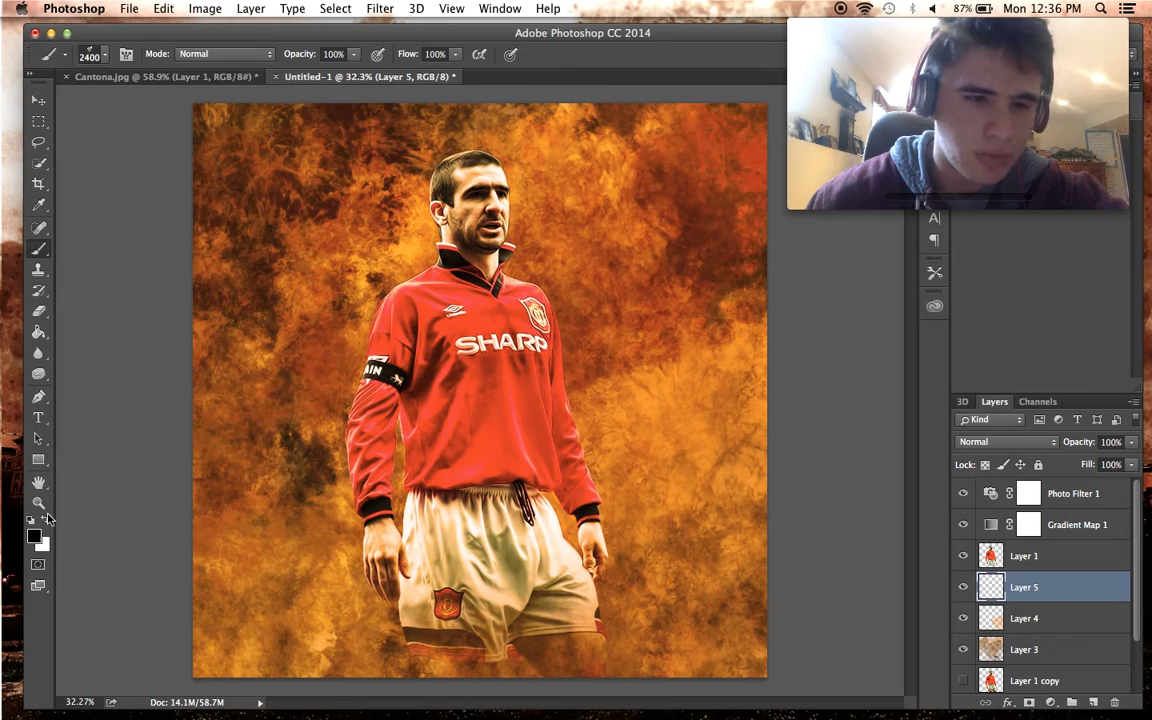 Photoshop File Edit Image Layer Type Select Filter 3D View Window Help 87% Mon 12:36 PM
Adobe Photoshop CC 2014
2400 Mode: Normal Opacity: 100% Flow: 100%
× Cantona.jpg @ 58.9% (Layer 1, RGB/8#) * × Untitled-1 @ 32.3% (Layer 5, RGB/8) *
A
SHARP
AIN
T
3D Layers Channels
Kind T
Normal Opacity: 100%
Lock: Fill: 100%
Photo Filter 1
Gradient Map 1
Layer 1
Layer 5
Layer 4
Layer 3
Layer 1 copy
fx
32.27% Doc: 14.1M/58.7M